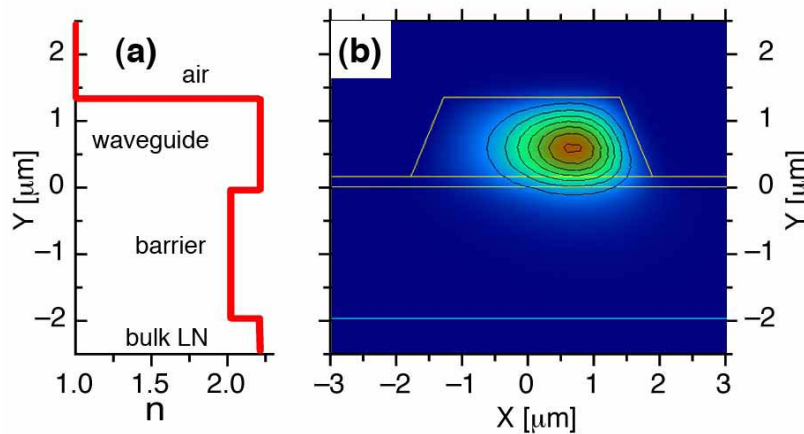 (a)
air
waveguide
barrier
bulk LN
Y [μm]
2
1
0
−1
−2
1.0 1.5 2.0
n
(b)
2
1
0
−1
−2
Y [μm]
−3 −2 −1 0 1 2 3
X [μm]